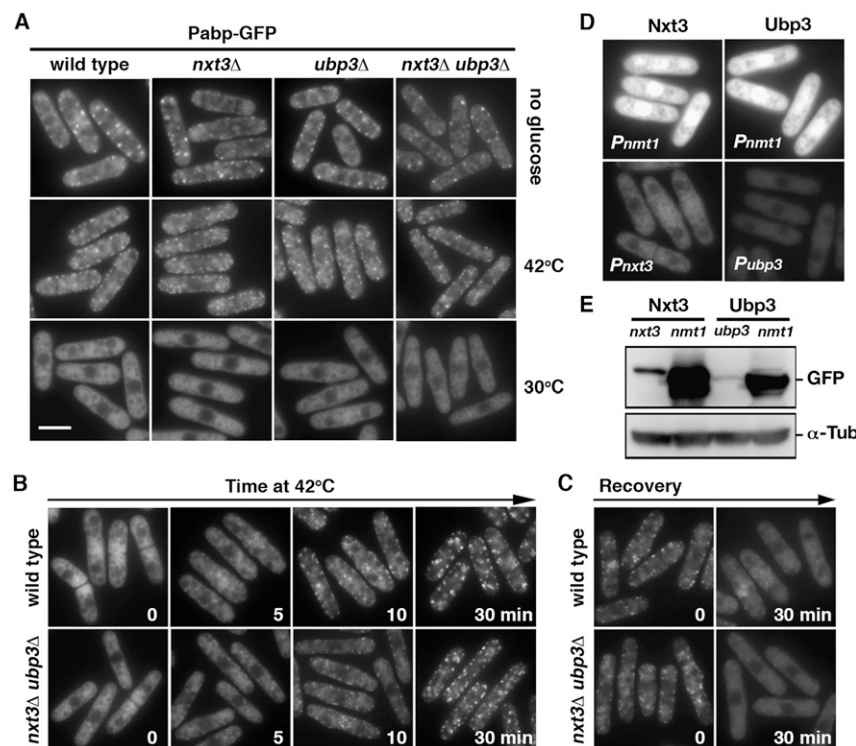 A
Pabp-GFP
wild type nxt3Δ ubp3Δ nxt3Δ ubp3Δ
no glucose
42°C
30°C
D
Nxt3 Ubp3
Pnmt1 Pnmt1
Pnxt3 Pubp3
E
Nxt3 Ubp3
nxt3 nmt1 ubp3 nmt1
GFP
α-Tub
B
Time at 42°C
wild type
0 5 10 30 min
nxt3Δ ubp3Δ
0 5 10 30 min
C
Recovery
wild type
0 30 min
nxt3Δ ubp3Δ
0 30 min